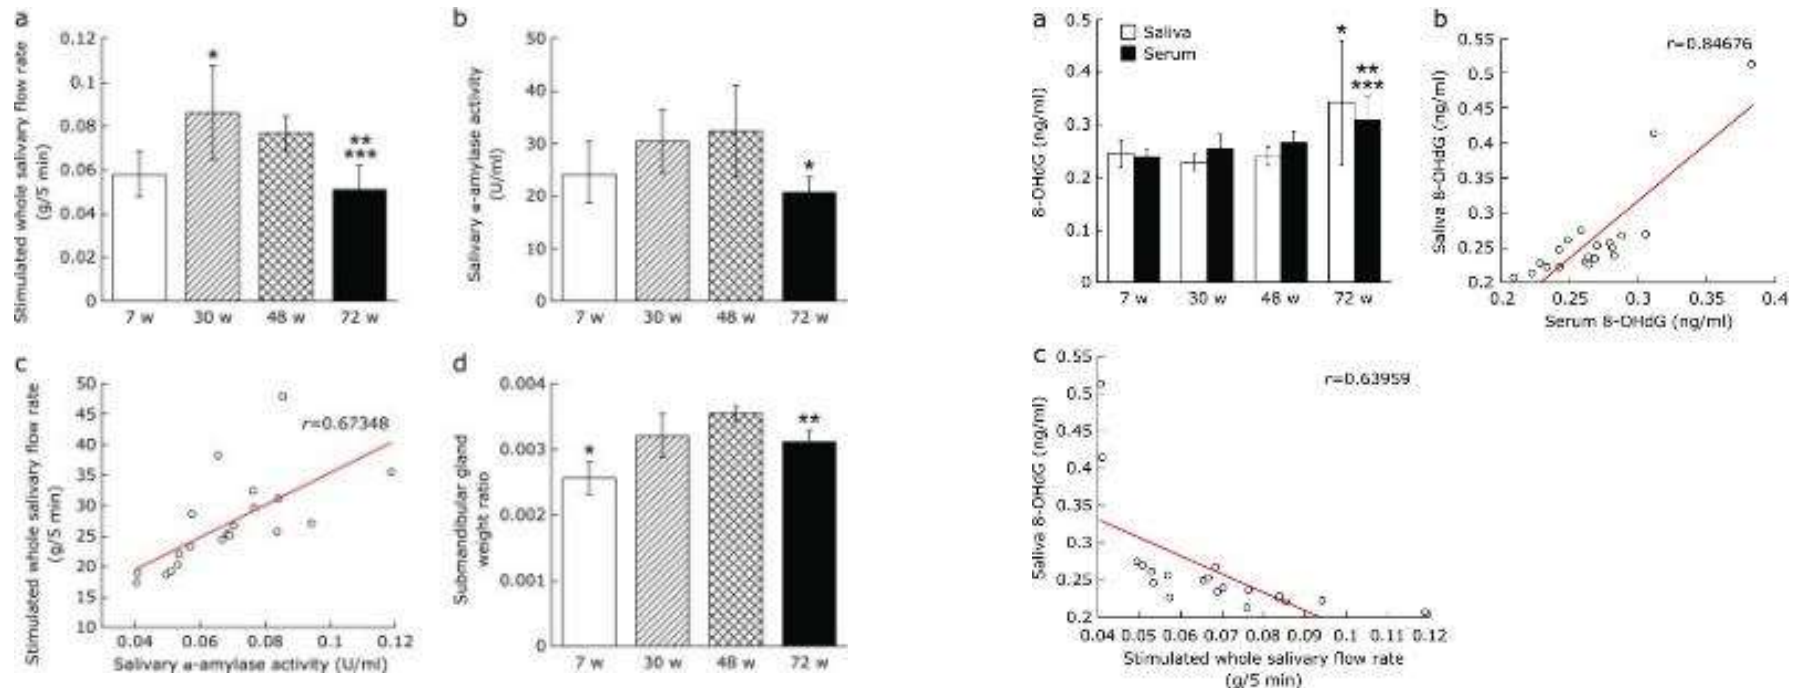 a
Stimulated whole salivary flow rate
(g/5 min)
0.12
0.1
0.08
0.06
0.04
0.02
0
*
**
***
7 w 30 w 48 w 72 w
b
Salivary α-amylase activity
(U/ml)
50
40
30
20
10
0
*
7 w 30 w 48 w 72 w
c
Stimulated whole salivary flow rate
(g/5 min)
50
45
40
35
30
25
20
15
10
r=0.67348
0.04 0.06 0.08 0.1 0.12
Salivary α-amylase activity (U/ml)
d
Submandibular gland
weight ratio
0.004
0.003
0.002
0.001
0
*
**
7 w 30 w 48 w 72 w
a
8-OHdG (ng/ml)
0.5
0.4
0.3
0.2
0.1
0
Saliva
Serum
*
**
***
7 w 30 w 48 w 72 w
b
Saliva 8-OHdG (ng/ml)
0.55
0.5
0.45
0.4
0.35
0.3
0.25
0.2
r=0.84676
0.2 0.25 0.3 0.35 0.4
Serum 8-OHdG (ng/ml)
c
Saliva 8-OHdG (ng/ml)
0.55
0.5
0.45
0.4
0.35
0.3
0.25
0.2
r=0.63959
0.04 0.05 0.06 0.07 0.08 0.09 0.1 0.11 0.12
Stimulated whole salivary flow rate
(g/5 min)